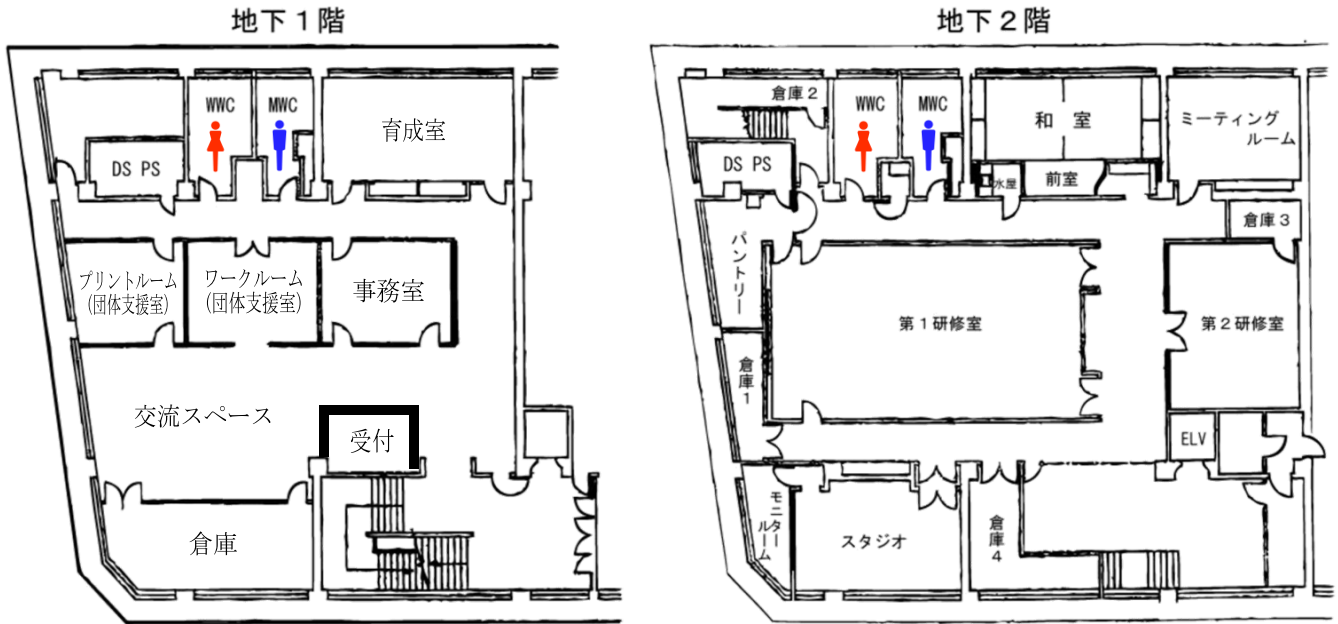 地下1階
WWC
MWC
育成室
DS PS
プリントルーム
(団体支援室)
ワークルーム
(団体支援室)
事務室
交流スペース
受付
倉庫
地下2階
倉庫2
WWC
MWC
和室
ミーティング
ルーム
DS PS
水屋
前室
倉庫3
パントリー
第1研修室
第2研修室
倉庫1
ELV
モニター
ルーム
スタジオ
倉庫4